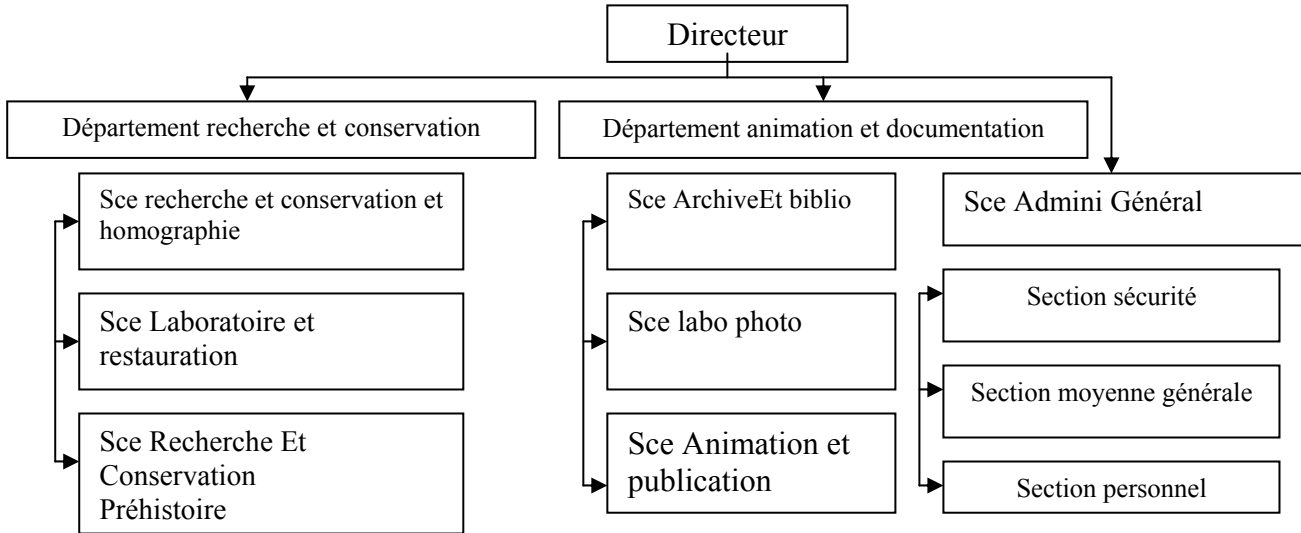 Directeur
Département recherche et conservation
Département animation et documentation
Sce recherche et conservation et
homographie
Sce Laboratoire et
restauration
Sce Recherche Et
Conservation
Préhistoire
Sce ArchiveEt biblio
Sce labo photo
Sce Animation et
publication
Sce Admini Général
Section sécurité
Section moyenne générale
Section personnel